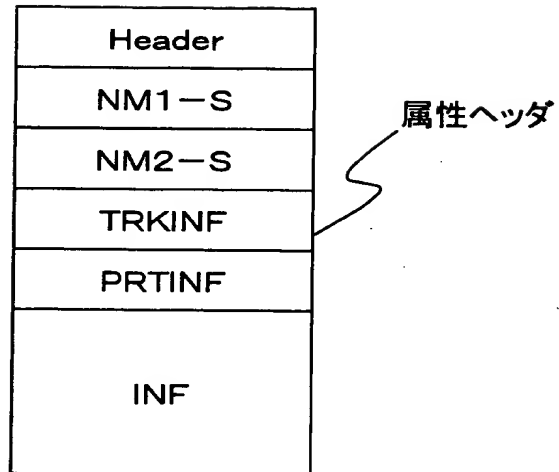 Header
NM1－S
属性ヘッダ
NM2－S
TRKINF
PRTINF
INF